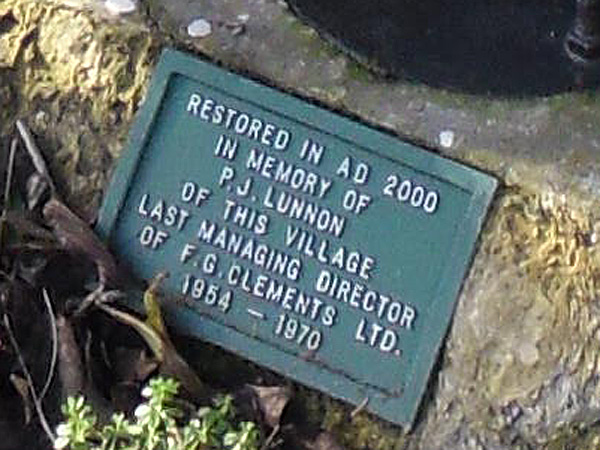 RESTORED IN AD 2000
IN MEMORY OF
P.J. LUNNON
OF THIS VILLAGE
LAST MANAGING DIRECTOR
OF F.G. CLEMENTS LTD.
1954 – 1970